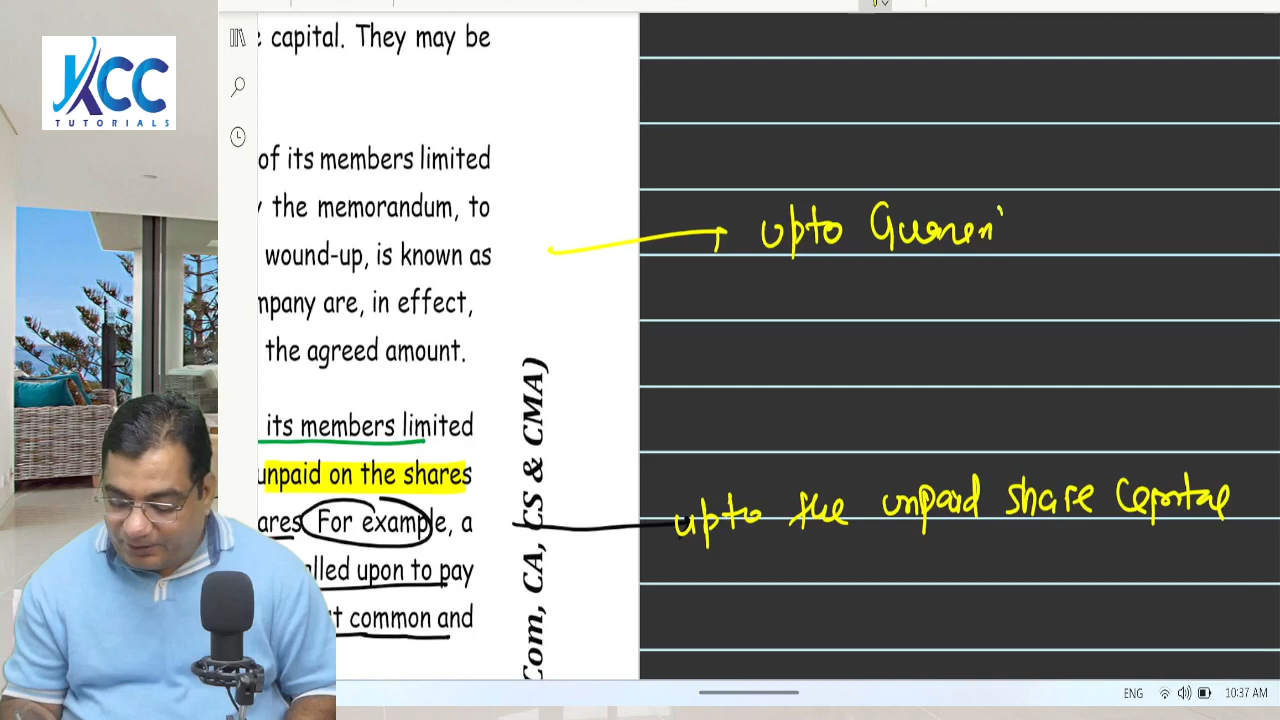 JKCC
TUTORIALS
capital. They may be
of its members limited
the memorandum, to
wound-up, is known as
mpany are, in effect,
the agreed amount.
its members limited
unpaid on the shares
ares For example, a
alled upon to pay
t common and
Com, CA, CS & CMA)
upto Guaren
upto the unpaid share Capital
ENG
10:37 AM